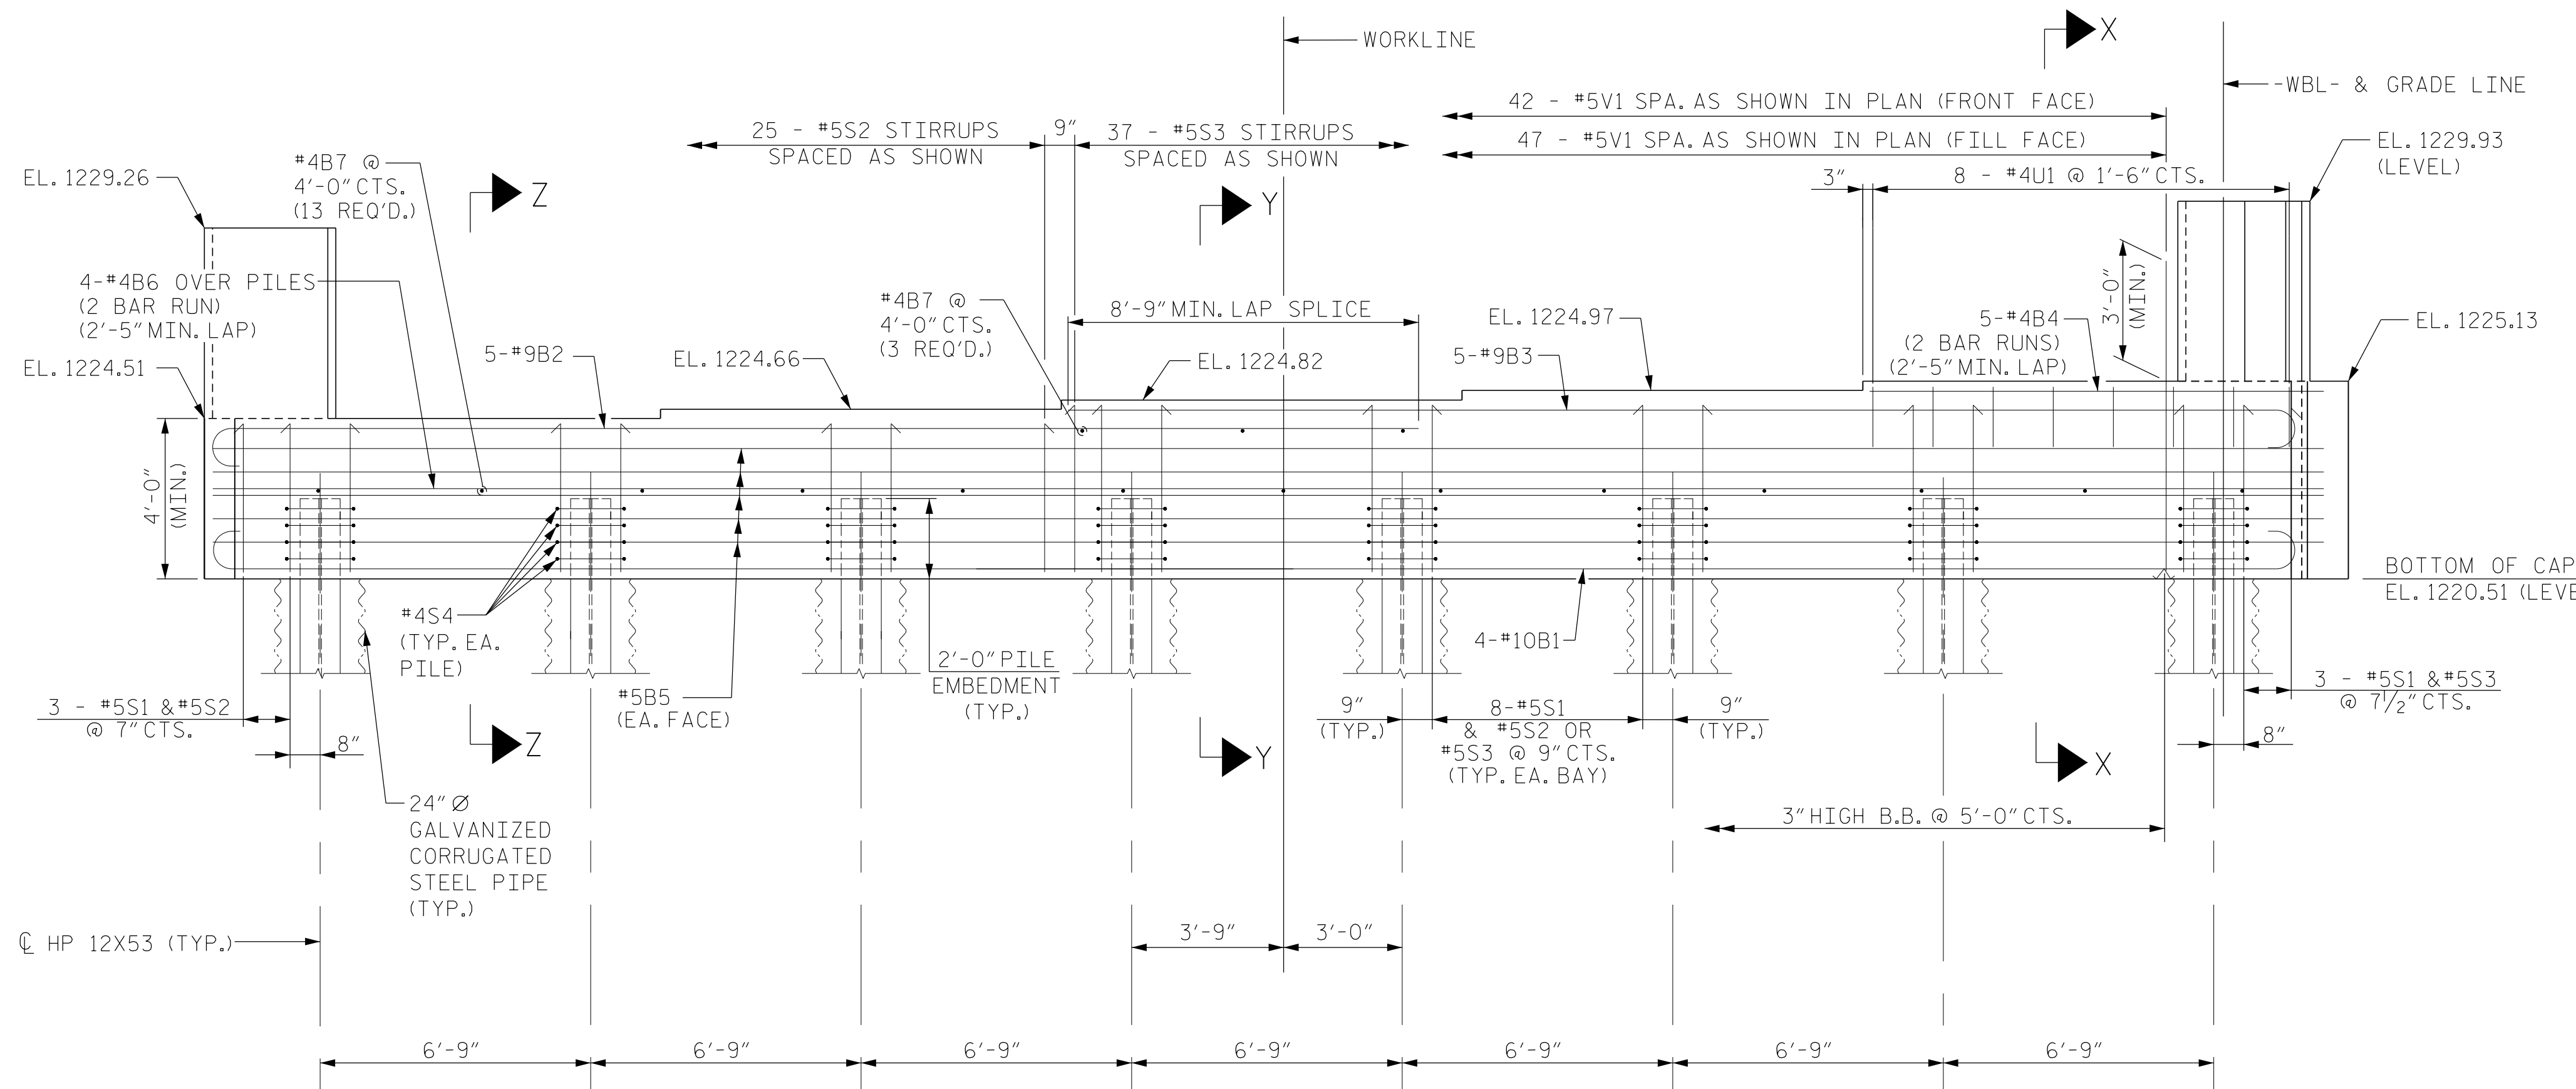 WORKLINE
X
-WBL- & GRADE LINE
42 - #5V1 SPA. AS SHOWN IN PLAN (FRONT FACE)
25 - #5S2 STIRRUPS
SPACED AS SHOWN
9"
37 - #5S3 STIRRUPS
SPACED AS SHOWN
47 - #5V1 SPA. AS SHOWN IN PLAN (FILL FACE)
EL. 1229.93
(LEVEL)
3"
8 - #4U1 @ 1'-6" CTS.
EL. 1229.26
#4B7 @
4'-0" CTS.
(13 REQ'D.)
Z
Y
4-#4B6 OVER PILES
(2 BAR RUN)
(2'-5" MIN. LAP)
#4B7 @
4'-0" CTS.
(3 REQ'D.)
8'-9" MIN. LAP SPLICE
EL. 1224.97
5-#4B4
(2 BAR RUNS)
(2'-5" MIN. LAP)
3'-0"
(MIN.)
EL. 1225.13
EL. 1224.51
5-#9B2
EL. 1224.66
EL. 1224.82
5-#9B3
4'-0"
(MIN.)
BOTTOM OF CAP
EL. 1220.51 (LEVE
#4S4
(TYP. EA.
PILE)
2'-0" PILE
EMBEDMENT
(TYP.)
4-#10B1
#5B5
(EA. FACE)
3 - #5S1 & #5S2
@ 7" CTS.
8"
9"
(TYP.)
8-#5S1
& #5S2 OR
#5S3 @ 9" CTS.
(TYP. EA. BAY)
9"
(TYP.)
3 - #5S1 & #5S3
@ 7 1/2" CTS.
8"
Z
Y
X
24" Ø
GALVANIZED
CORRUGATED
STEEL PIPE
(TYP.)
3" HIGH B.B. @ 5'-0" CTS.
℄ HP 12X53 (TYP.)
3'-9"
3'-0"
6'-9"
6'-9"
6'-9"
6'-9"
6'-9"
6'-9"
6'-9"